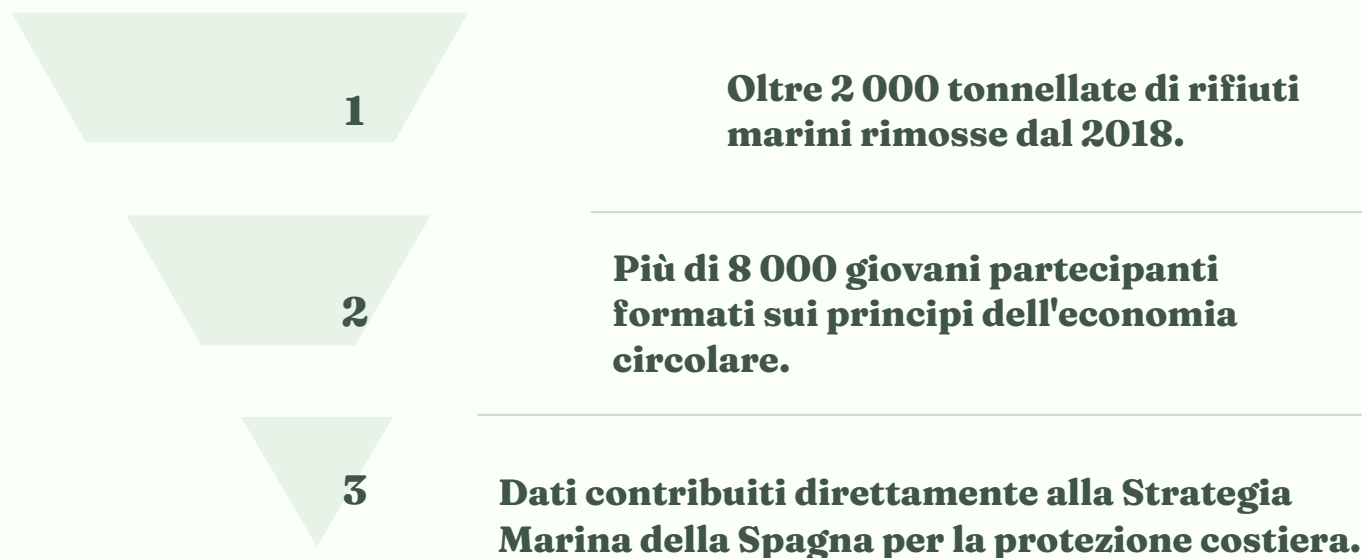 1
Oltre 2 000 tonnellate di rifiuti
marini rimosse dal 2018.
2
Più di 8 000 giovani partecipanti
formati sui principi dell'economia
circolare.
3
Dati contribuiti direttamente alla Strategia
Marina della Spagna per la protezione costiera.